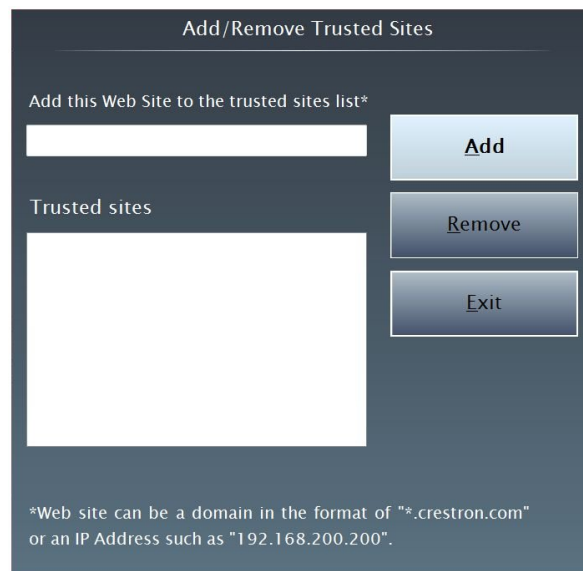 Add/Remove Trusted Sites
Add this Web Site to the trusted sites list*
Add
Trusted sites
Remove
Exit
*Web site can be a domain in the format of "*.crestron.com"
or an IP Address such as "192.168.200.200".